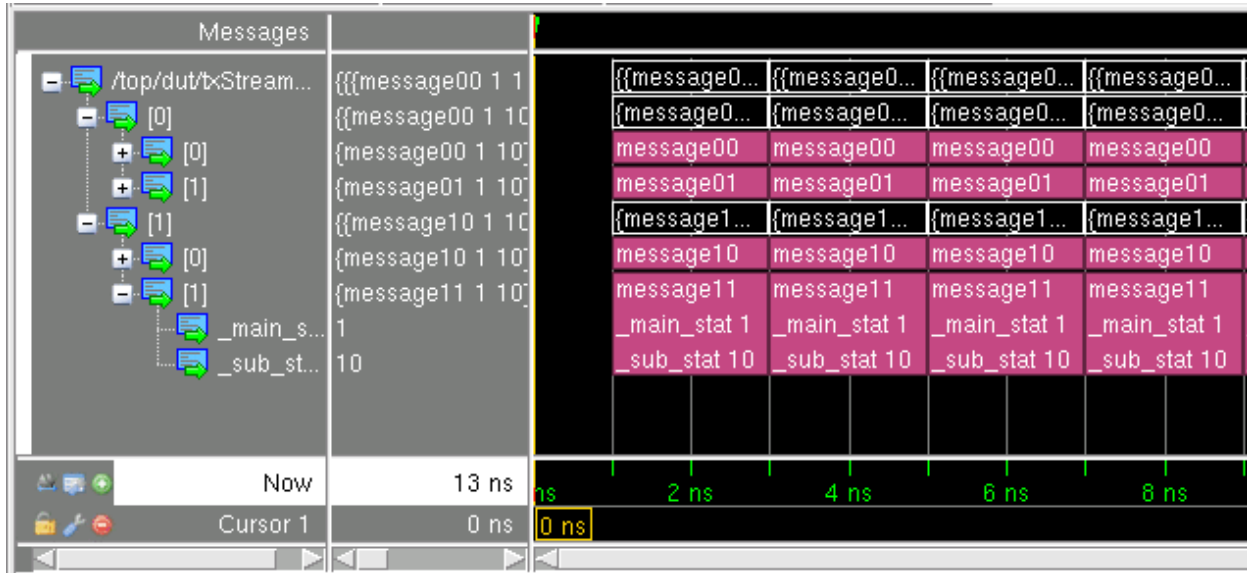 Messages
/top/dut/txStream... {{{message00 1 1 {{message0... {{message0... {{message0... {{message0...
[0] {{message00 1 10 {message0... {message0... {message0... {message0...
[0] {message00 1 10} message00 message00 message00 message00
[1] {message01 1 10} message01 message01 message01 message01
[1] {{message10 1 10 {message1... {message1... {message1... {message1...
[0] {message10 1 10} message10 message10 message10 message10
[1] {message11 1 10} message11 message11 message11 message11
_main_s... 1 _main_stat 1 _main_stat 1 _main_stat 1 _main_stat 1
_sub_st... 10 _sub_stat 10 _sub_stat 10 _sub_stat 10 _sub_stat 10
Now 13 ns ns 2 ns 4 ns 6 ns 8 ns
Cursor 1 0 ns 0 ns